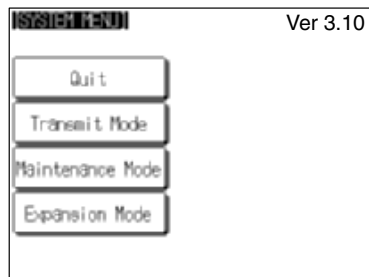 [SYSTEM MENU]
Ver 3.10
Quit
Transmit Mode
Maintenance Mode
Expansion Mode